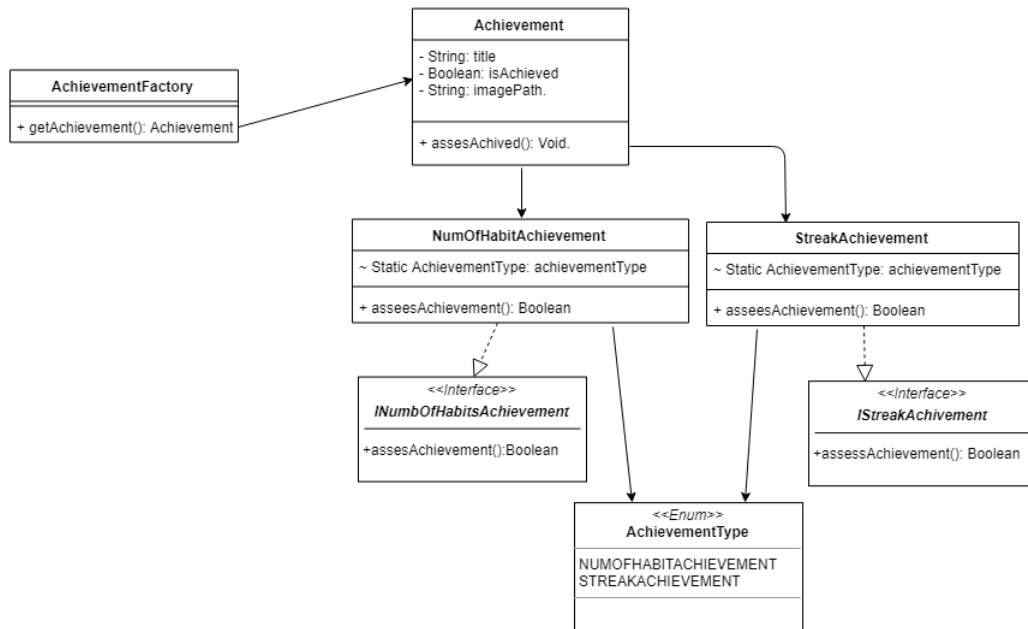 Achievement
- String: title
- Boolean: isAchieved
- String: imagePath.
+ assesAchived(): Void.
AchievementFactory
+ getAchievement(): Achievement
NumOfHabitAchievement
~ Static AchievementType: achievementType
+ asseesAchievement(): Boolean
StreakAchievement
~ Static AchievementType: achievementType
+ asseesAchievement(): Boolean
<<Interface>>
INumbOfHabitsAchievement
+assesAchievement():Boolean
<<Interface>>
IStreakAchivement
+assessAchievement(): Boolean
<<Enum>>
AchievementType
NUMOFHABITACHIEVEMENT
STREAKACHIEVEMENT